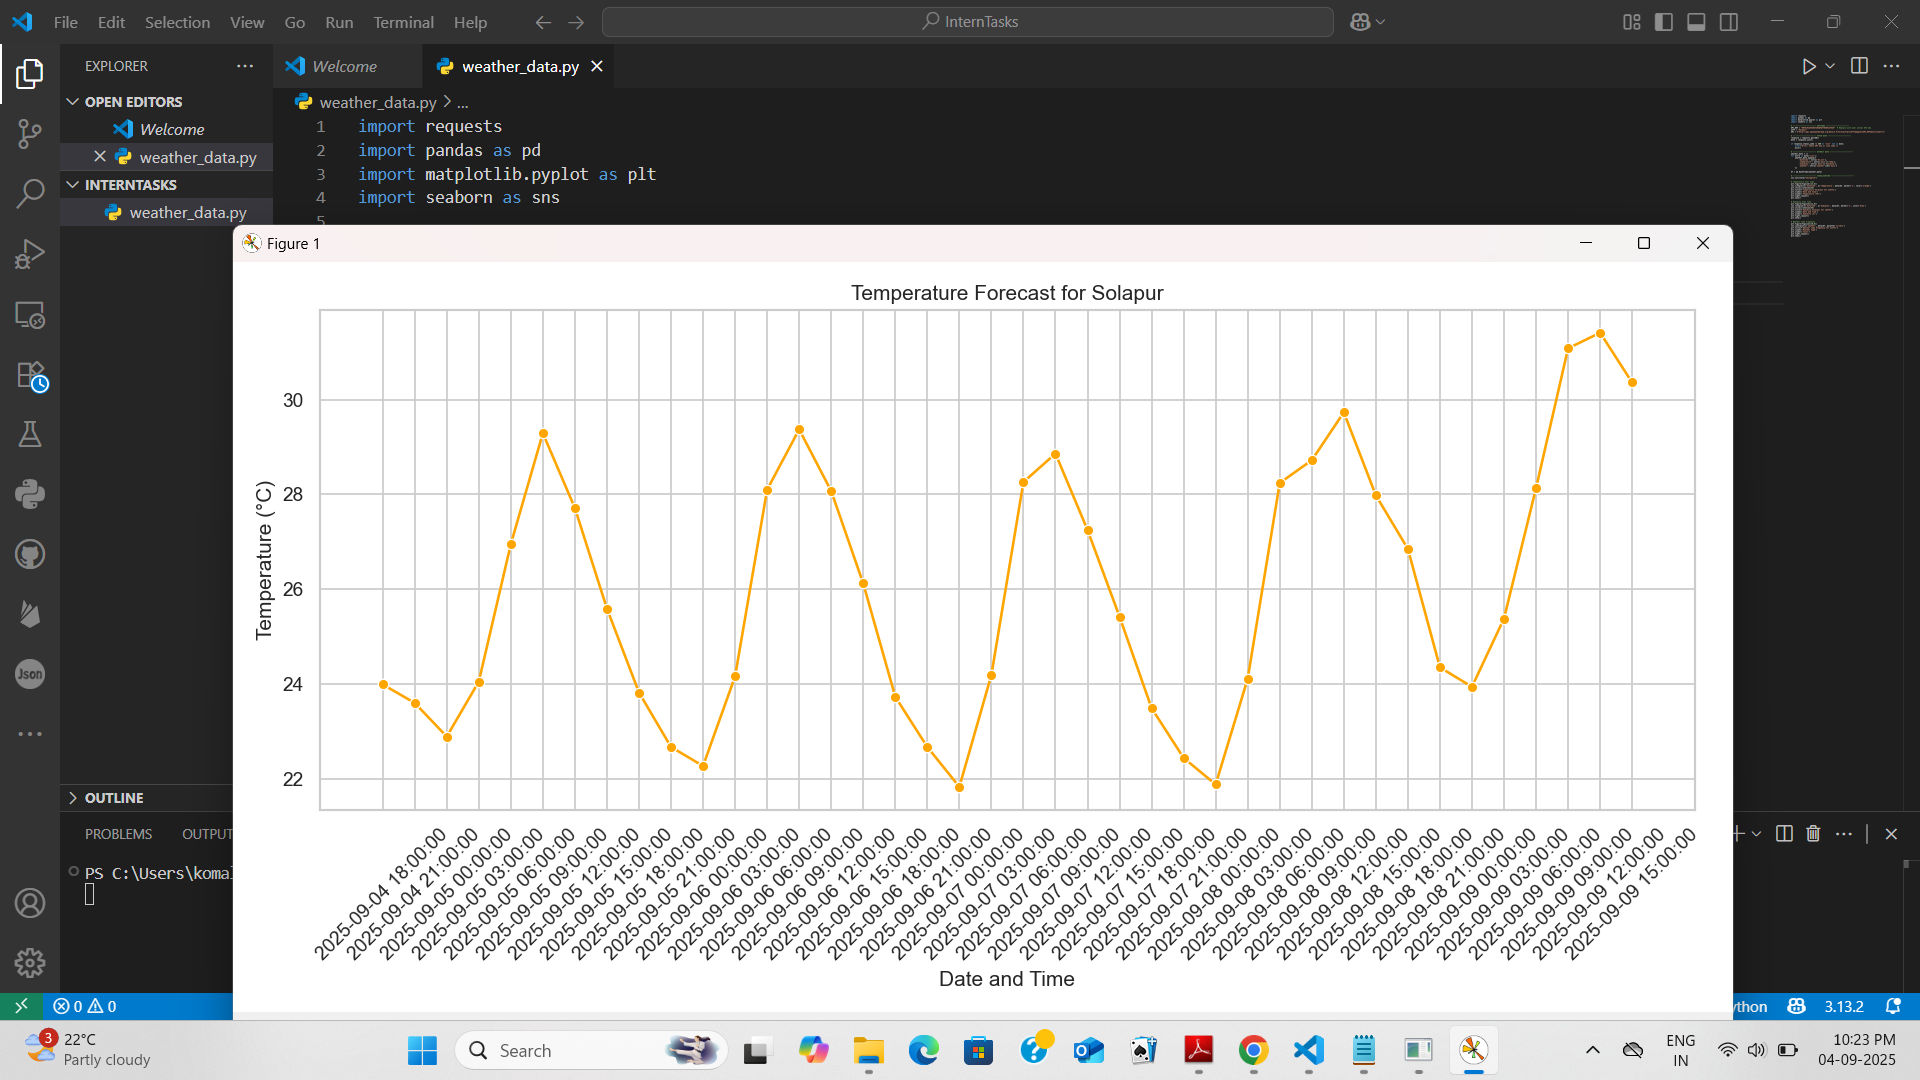 File Edit Selection View Go Run Terminal Help
InternTasks
EXPLORER
OPEN EDITORS
Welcome
weather_data.py
INTERNTASKS
weather_data.py
OUTLINE
Welcome
weather_data.py
weather_data.py > ...
1 import requests
2 import pandas as pd
3 import matplotlib.pyplot as plt
4 import seaborn as sns
5
Figure 1
Temperature Forecast for Solapur
Temperature (°C)
30
28
26
24
22
2025-09-04 18:00:00
2025-09-04 21:00:00
2025-09-05 00:00:00
2025-09-05 03:00:00
2025-09-05 06:00:00
2025-09-05 09:00:00
2025-09-05 12:00:00
2025-09-05 15:00:00
2025-09-05 18:00:00
2025-09-05 21:00:00
2025-09-06 00:00:00
2025-09-06 03:00:00
2025-09-06 06:00:00
2025-09-06 09:00:00
2025-09-06 12:00:00
2025-09-06 15:00:00
2025-09-06 18:00:00
2025-09-06 21:00:00
2025-09-07 00:00:00
2025-09-07 03:00:00
2025-09-07 06:00:00
2025-09-07 09:00:00
2025-09-07 12:00:00
2025-09-07 15:00:00
2025-09-07 18:00:00
2025-09-07 21:00:00
2025-09-08 00:00:00
2025-09-08 03:00:00
2025-09-08 06:00:00
2025-09-08 09:00:00
2025-09-08 12:00:00
2025-09-08 15:00:00
2025-09-08 18:00:00
2025-09-08 21:00:00
2025-09-09 00:00:00
2025-09-09 03:00:00
2025-09-09 06:00:00
2025-09-09 09:00:00
2025-09-09 12:00:00
2025-09-09 15:00:00
Date and Time
Json
PROBLEMS OUTPUT
PS C:\Users\komal
0 0
ython 3.13.2
3
22°C
Partly cloudy
Search
ENG
IN
10:23 PM
04-09-2025